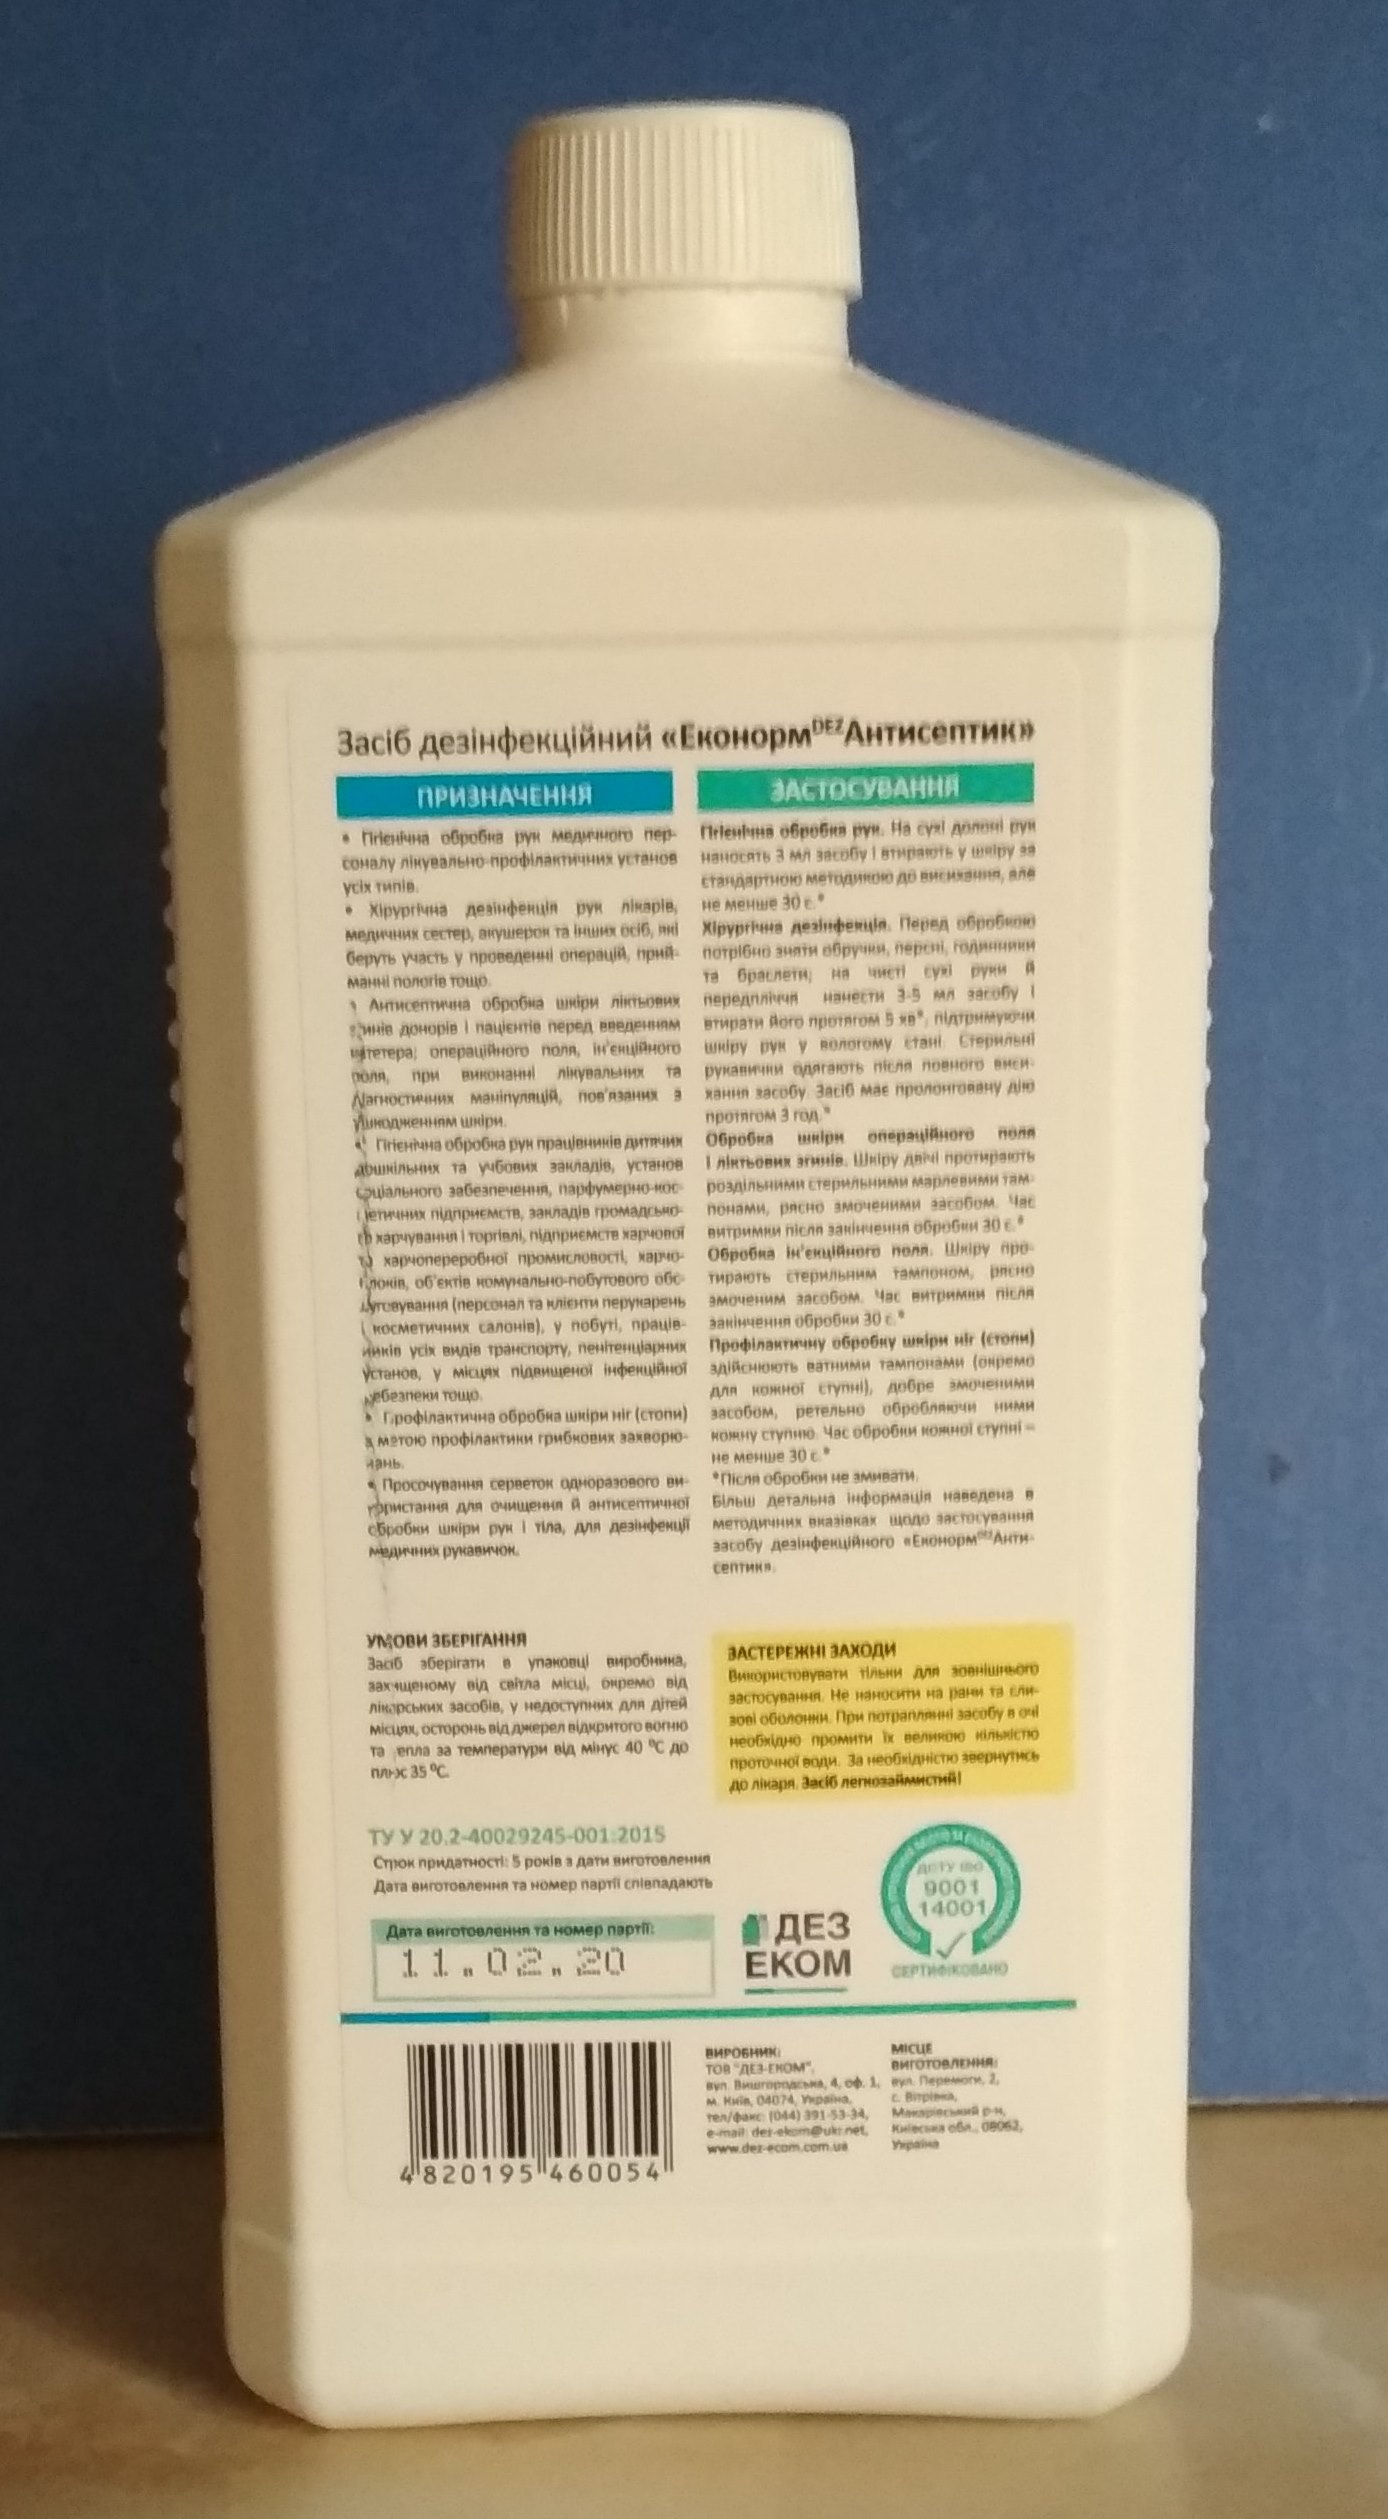 Засіб дезінфекційний «Еконорм DEZ Антисептик»
ПРИЗНАЧЕННЯ
• Гігієнічна обробка рук медичного пер-
соналу лікувально-профілактичних установ
усіх типів.
• Хірургічна дезінфекція рук лікарів,
медичних сестер, акушерок та інших осіб, які
беруть участь у проведенні операцій, прий-
манні пологів тощо.
Антисептична обробка шкіри ліктьових
згинів донорів і пацієнтів перед введенням
катетера; операційного поля, ін'єкційного
поля, при виконанні лікувальних та
діагностичних маніпуляцій, пов'язаних з
ушкодженням шкіри.
• Гігієнічна обробка рук працівників дитячих
дошкільних та учбових закладів, установ
соціального забезпечення, парфумерно-кос-
метичних підприємств, закладів громадсько-
го харчування і торгівлі, підприємств харчової
та харчопереробної промисловості, харчо-
блоків, об'єктів комунально-побутового обс-
луговування (персонал та клієнти перукарень
і косметичних салонів), у побуті, праців-
ників усіх видів транспорту, пенітенціарних
установ, у місцях підвищеної інфекційної
небезпеки тощо.
• Профілактична обробка шкіри ніг (стопи)
з метою профілактики грибкових захворю-
вань.
• Просочування серветок одноразового ви-
користання для очищення й антисептичної
обробки шкіри рук і тіла, для дезінфекції
медичних рукавичок.
ЗАСТОСУВАННЯ
Гігієнічна обробка рук. На сухі долоні рук
наносять 3 мл засобу і втирають у шкіру за
стандартною методикою до висихання, але
не менше 30 с.*
Хірургічна дезінфекція. Перед обробкою
потрібно зняти обручки, персні, годинники
та браслети; на чисті сухі руки й
передпліччя нанести 3-5 мл засобу і
втирати його протягом 5 хв*, підтримуючи
шкіру рук у вологому стані. Стерильні
рукавички одягають після повного виси-
хання засобу. Засіб має пролонговану дію
протягом 3 год.*
Обробка шкіри операційного поля
і ліктьових згинів. Шкіру двічі протирають
роздільними стерильними марлевими там-
понами, рясно змоченими засобом. Час
витримки після закінчення обробки 30 с.*
Обробка ін'єкційного поля. Шкіру про-
тирають стерильним тампоном, рясно
змоченим засобом. Час витримки після
закінчення обробки 30 с.*
Профілактичну обробку шкіри ніг (стопи)
здійснюють ватними тампонами (окремо
для кожної ступні), добре змоченими
засобом, ретельно обробляючи ними
кожну ступню. Час обробки кожної ступні –
не менше 30 с.*
*Після обробки не змивати.
Більш детальна інформація наведена в
методичних вказівках щодо застосування
засобу дезінфекційного «Еконорм DEZ Анти-
септик».
УМОВИ ЗБЕРІГАННЯ
Засіб зберігати в упаковці виробника,
захищеному від світла місці, окремо від
лікарських засобів, у недоступних для дітей
місцях, осторонь від джерел відкритого вогню
та тепла за температури від мінус 40 °С до
плюс 35 °С.
ЗАСТЕРЕЖНІ ЗАХОДИ
Використовувати тільки для зовнішнього
застосування. Не наносити на рани та сли-
зові оболонки. При потраплянні засобу в очі
необхідно промити їх великою кількістю
проточної води. За необхідністю звернутись
до лікаря. Засіб легкозаймистий!
ТУ У 20.2-40029245-001:2015
Строк придатності: 5 років з дати виготовлення
Дата виготовлення та номер партії співпадають
Дата виготовлення та номер партії:
11.02.20
ДЕЗ
ЕКОМ
ДСТУ ISO
9001
14001
СЕРТИФІКОВАНО
4 820195 460054
ВИРОБНИК:
ТОВ "ДЕЗ-ЕКОМ",
вул. Вишгородська, 4, оф. 1,
м. Київ, 04074, Україна,
тел/факс: (044) 391-53-34,
e-mail: dez-ekom@ukr.net,
www.dez-ecom.com.ua
МІСЦЕ
ВИГОТОВЛЕННЯ:
вул. Перемоги, 2,
с. Вітрівка,
Макарівський р-н,
Київська обл., 08062,
Україна